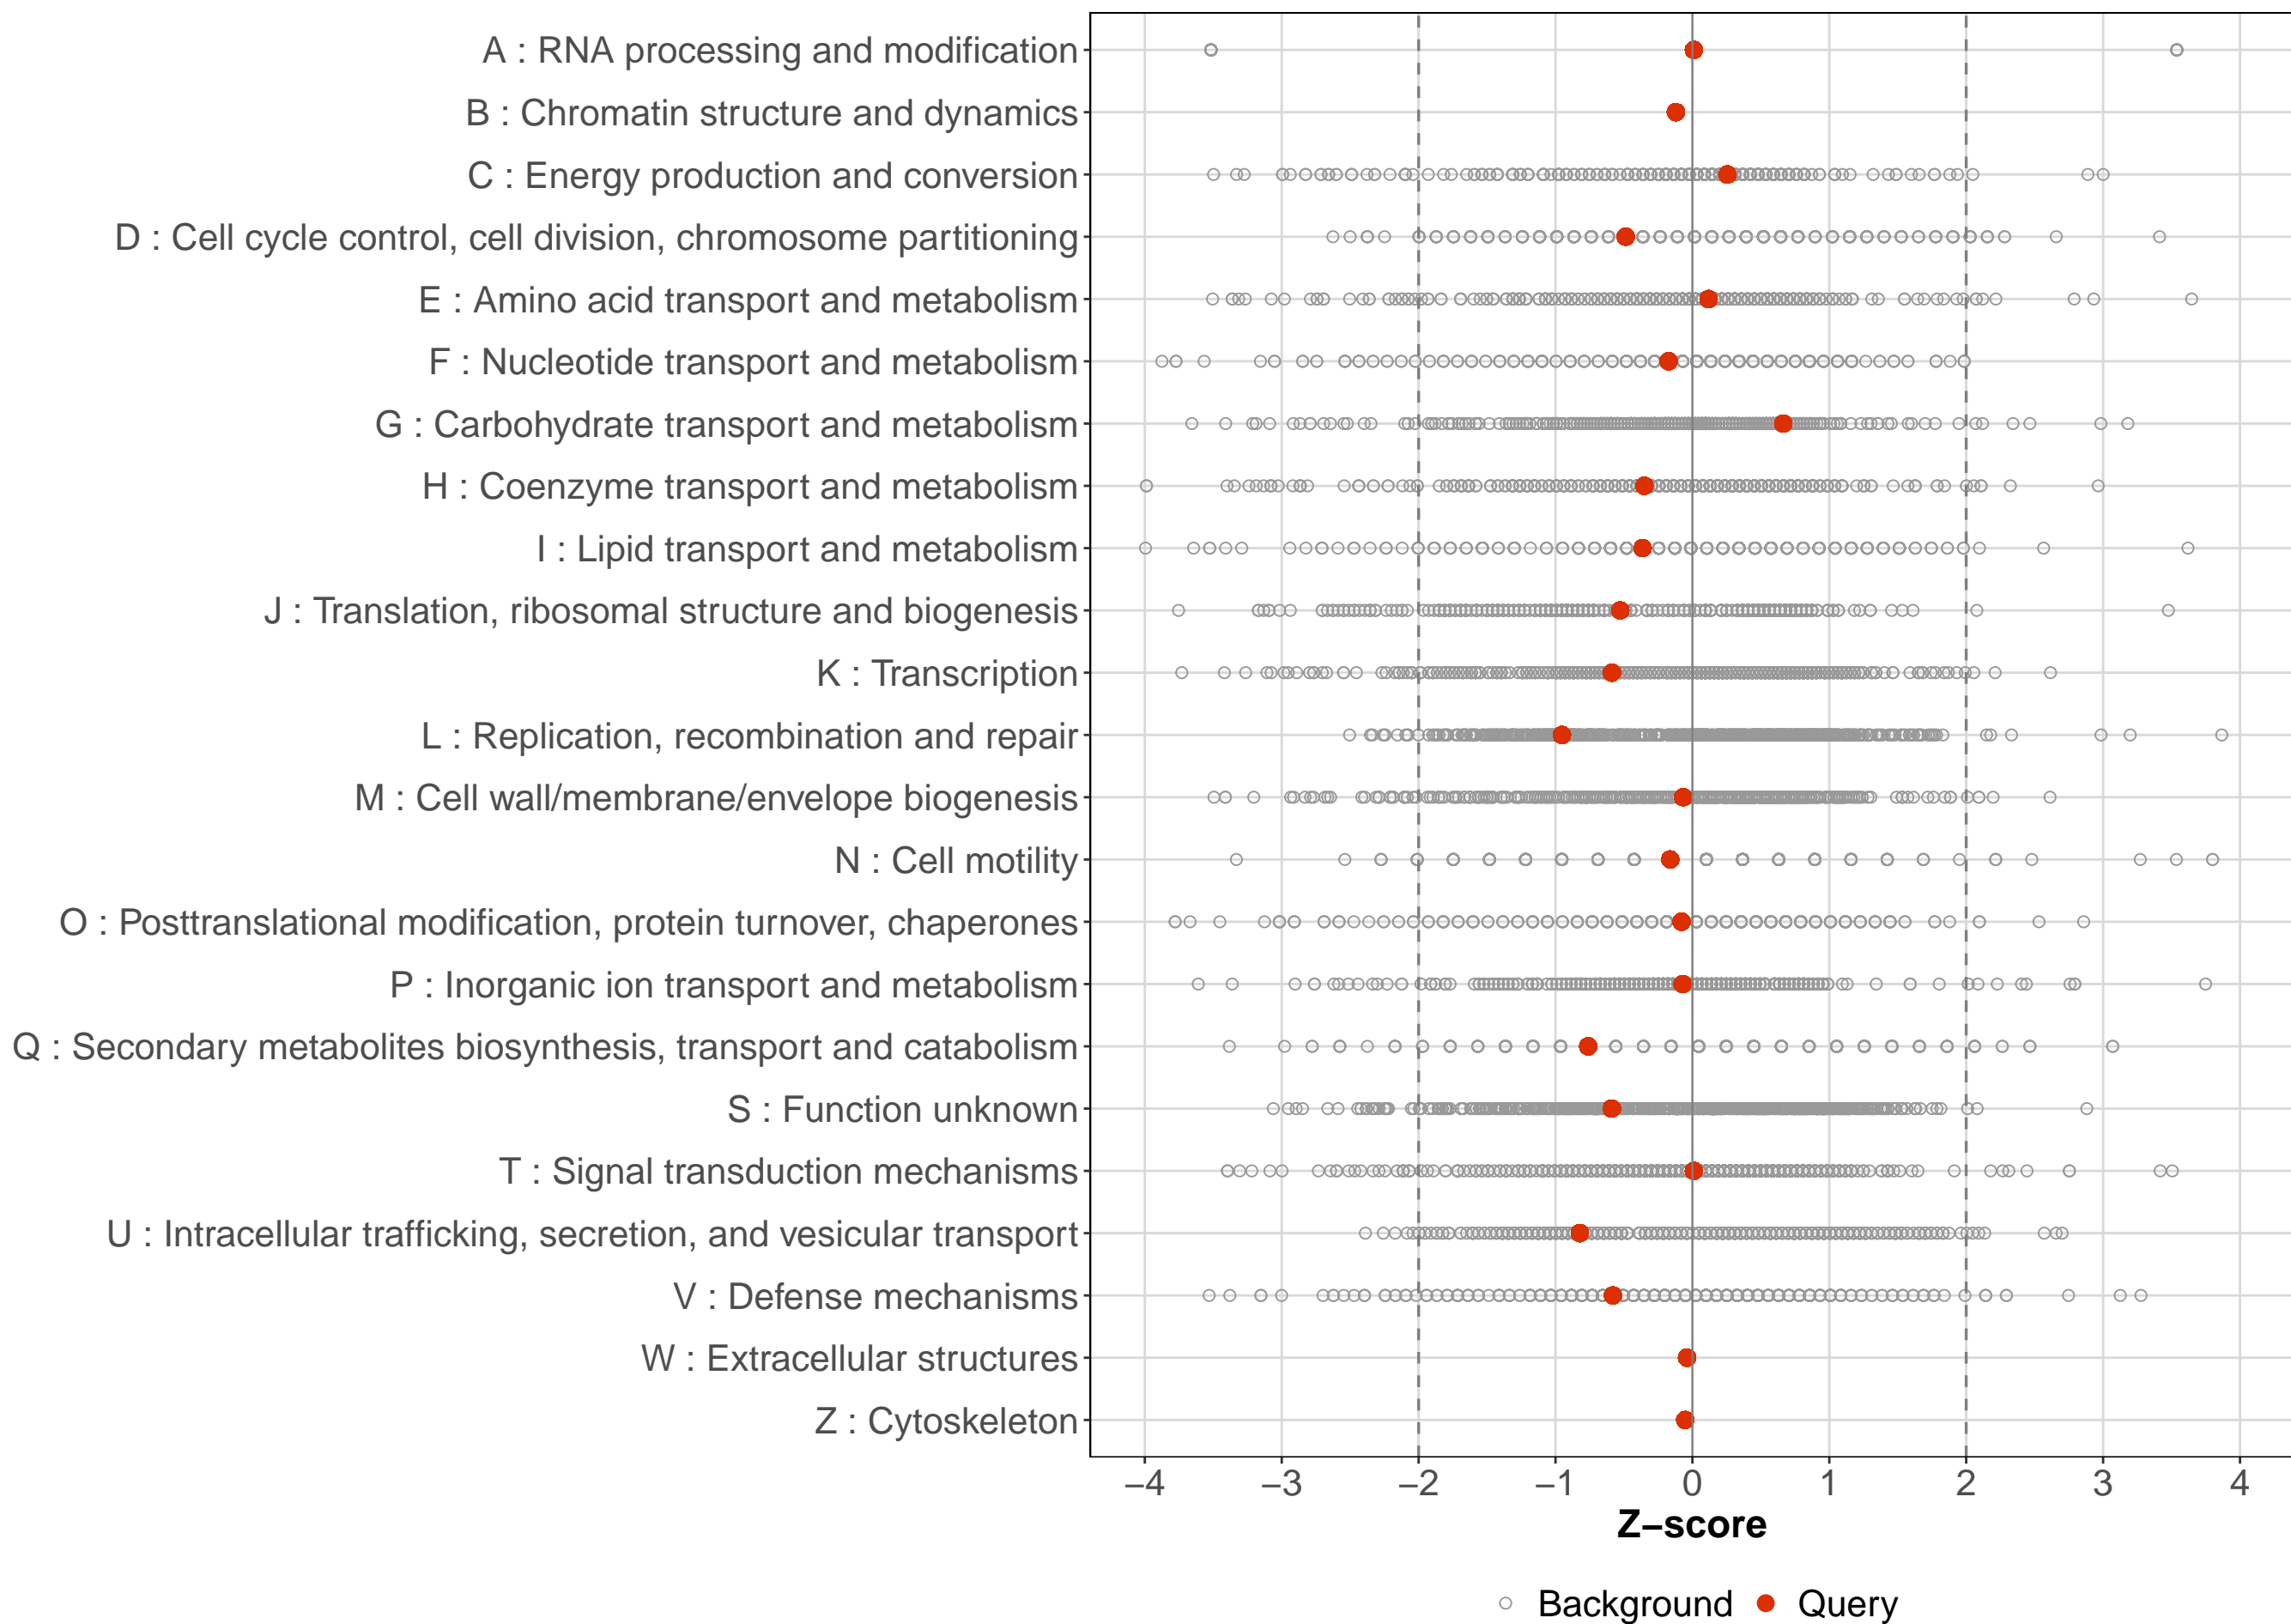 A : RNA processing and modification
B : Chromatin structure and dynamics
C : Energy production and conversion
D : Cell cycle control, cell division, chromosome partitioning
E : Amino acid transport and metabolism
F : Nucleotide transport and metabolism
G : Carbohydrate transport and metabolism
H : Coenzyme transport and metabolism
I : Lipid transport and metabolism
J : Translation, ribosomal structure and biogenesis
K : Transcription
L : Replication, recombination and repair
M : Cell wall/membrane/envelope biogenesis
N : Cell motility
O : Posttranslational modification, protein turnover, chaperones
P : Inorganic ion transport and metabolism
Q : Secondary metabolites biosynthesis, transport and catabolism
S : Function unknown
T : Signal transduction mechanisms
U : Intracellular trafficking, secretion, and vesicular transport
V : Defense mechanisms
W : Extracellular structures
Z : Cytoskeleton
−4 −3 −2 −1 0 1 2 3 4
Z−score
Background Query